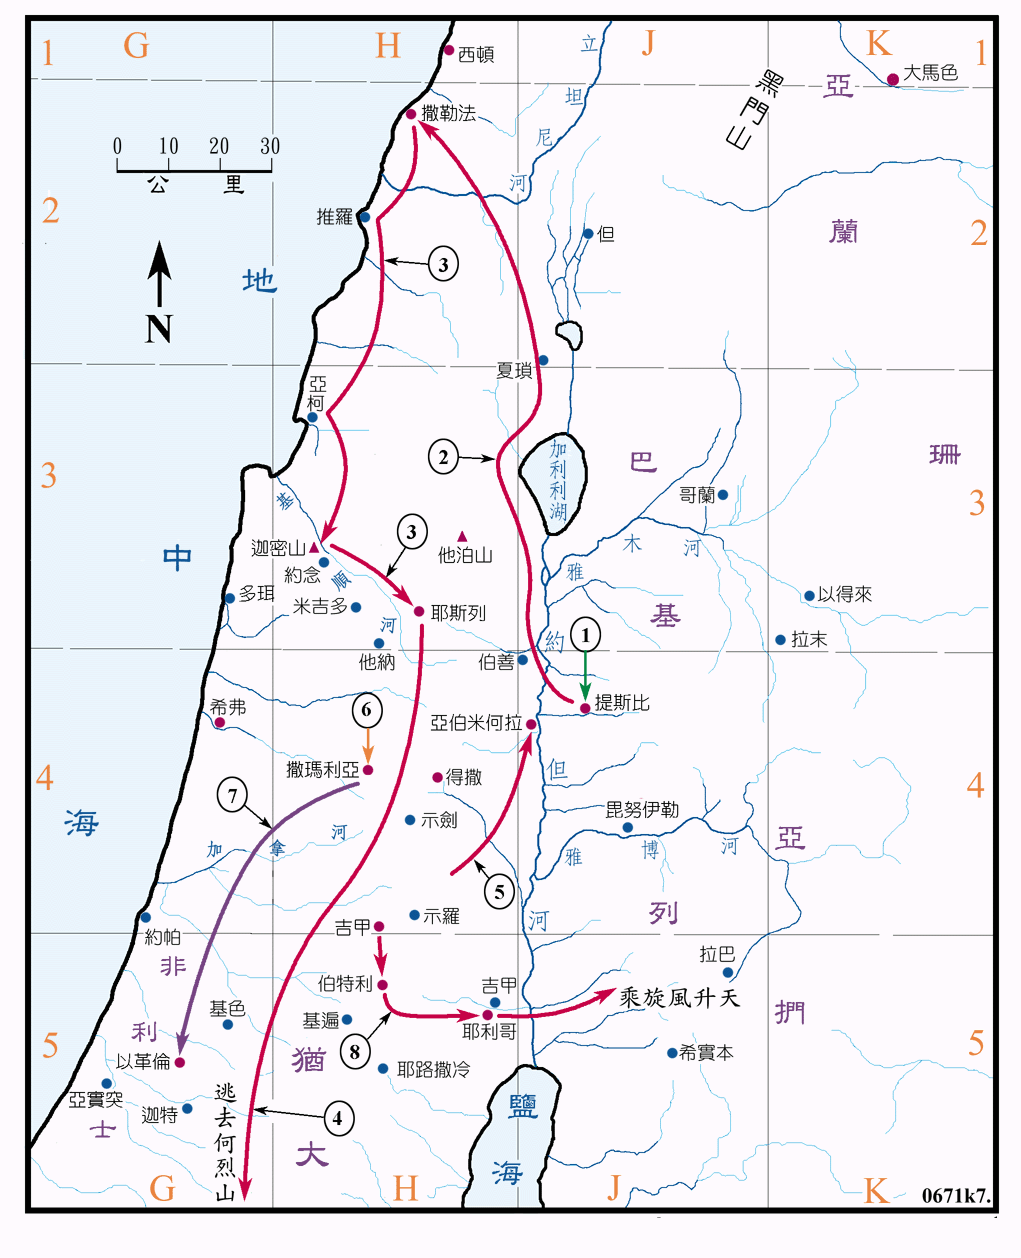 G
H
J
K
1
1
西頓
立坦尼河
黑門山
亞蘭
大馬色
撒勒法
0 10 20 30
公里
2
2
推羅
但
3
地中海
N
夏瑣
亞柯
加利利湖
2
3
3
巴珊
哥蘭
基順河
迦密山
3
他泊山
雅木河
約念
多珥
米吉多
耶斯列
以得來
基列
拉末
他納
伯善
1
約但河
希弗
6
亞伯米何拉
提斯比
撒瑪利亞
得撒
4
4
7
示劍
毘努伊勒
加拿河
雅博河
亞捫
5
約帕
吉甲
示羅
非利士
伯特利
吉甲
拉巴
乘旋風升天
基色
基遍
耶利哥
5
5
猶大
8
以革倫
耶路撒冷
希實本
亞實突
迦特
逃去何烈山
4
鹽海
G
H
J
K
0671k7.